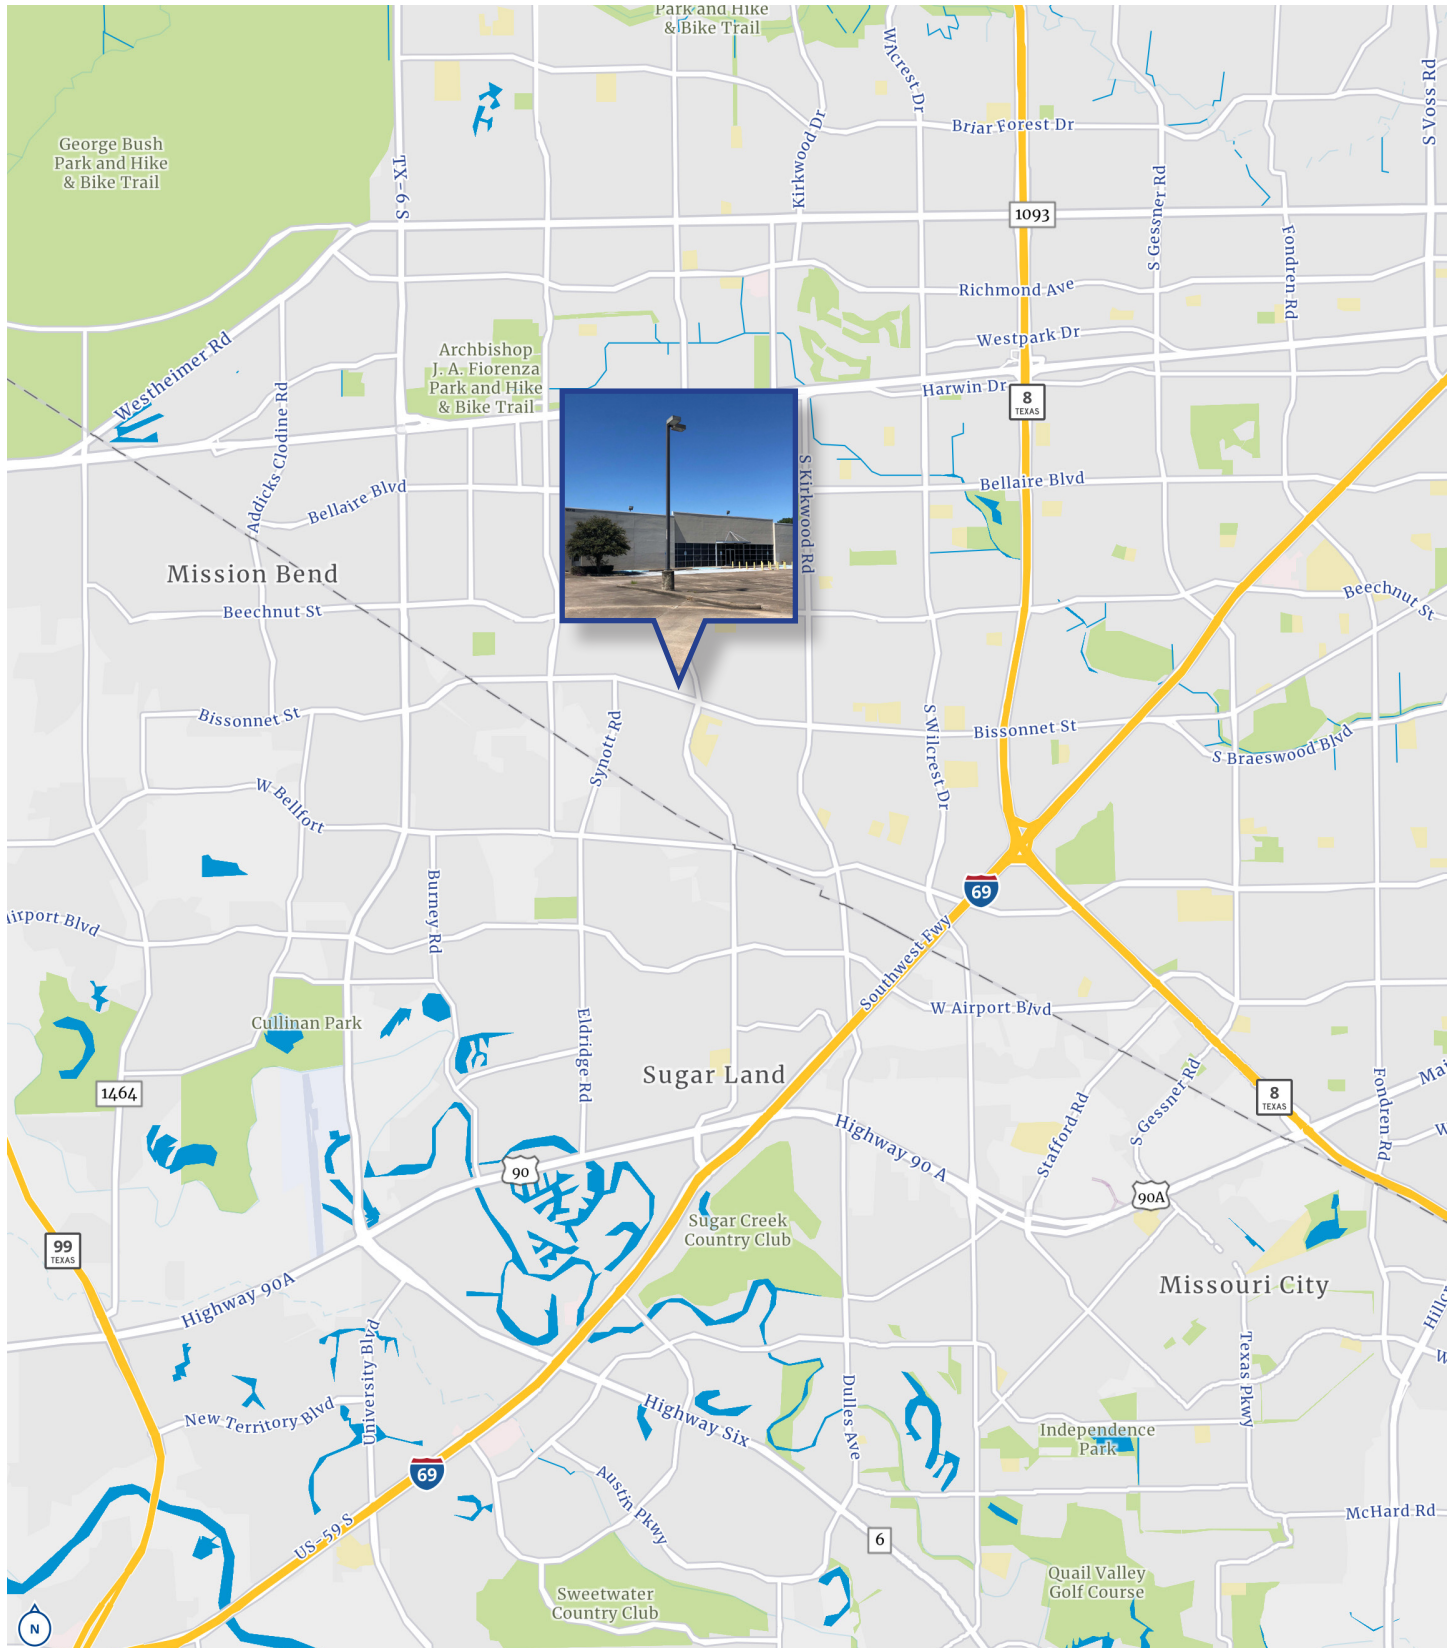 Park and Hike
& Bike Trail
Wilcrest Dr
S Voss Rd
Kirkwood Dr
Briar Forest Dr
George Bush
Park and Hike
& Bike Trail
TX-6 S
S Gessner Rd
1093
Fondren Rd
Richmond Ave
Westpark Dr
Westheimer Rd
Archbishop
J. A. Fiorenza
Park and Hike
& Bike Trail
Harwin Dr
8
TEXAS
Addicks Clodine Rd
Bellaire Blvd
S Kirkwood Rd
Bellaire Blvd
Mission Bend
Beechnut St
Beechnut St
Bissonnet St
Synott Rd
S Wilcrest Dr
Bissonnet St
S Braeswood Blvd
W Bellfort
Burney Rd
69
Airport Blvd
Southwest Fwy
W Airport Blvd
Cullinan Park
Eldridge Rd
Sugar Land
1464
8
TEXAS
Fondren Rd
Stafford Rd
S Gessner Rd
Highway 90 A
90
90A
Sugar Creek
Country Club
99
TEXAS
Highway 90A
Missouri City
University Blvd
Texas Pkwy
Dulles Ave
New Territory Blvd
Highway Six
Independence
Park
69
Austin Pkwy
US-59 S
McHard Rd
6
Quail Valley
Golf Course
Sweetwater
Country Club
N